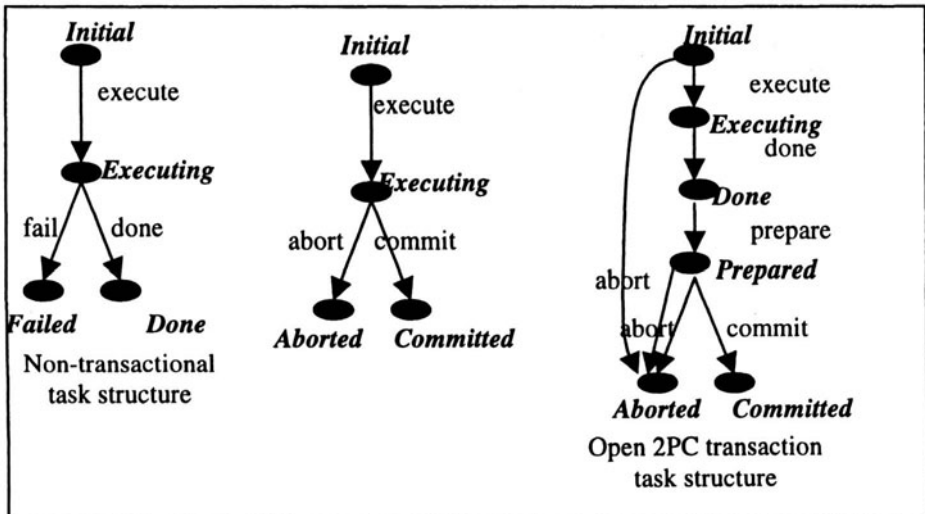 Initial
execute
Executing
fail
done
Failed
Done
Non-transactional
task structure
Initial
execute
Executing
abort
commit
Aborted
Committed
Initial
execute
Executing
done
Done
prepare
Prepared
abort
abort
commit
Aborted
Committed
Open 2PC transaction
task structure